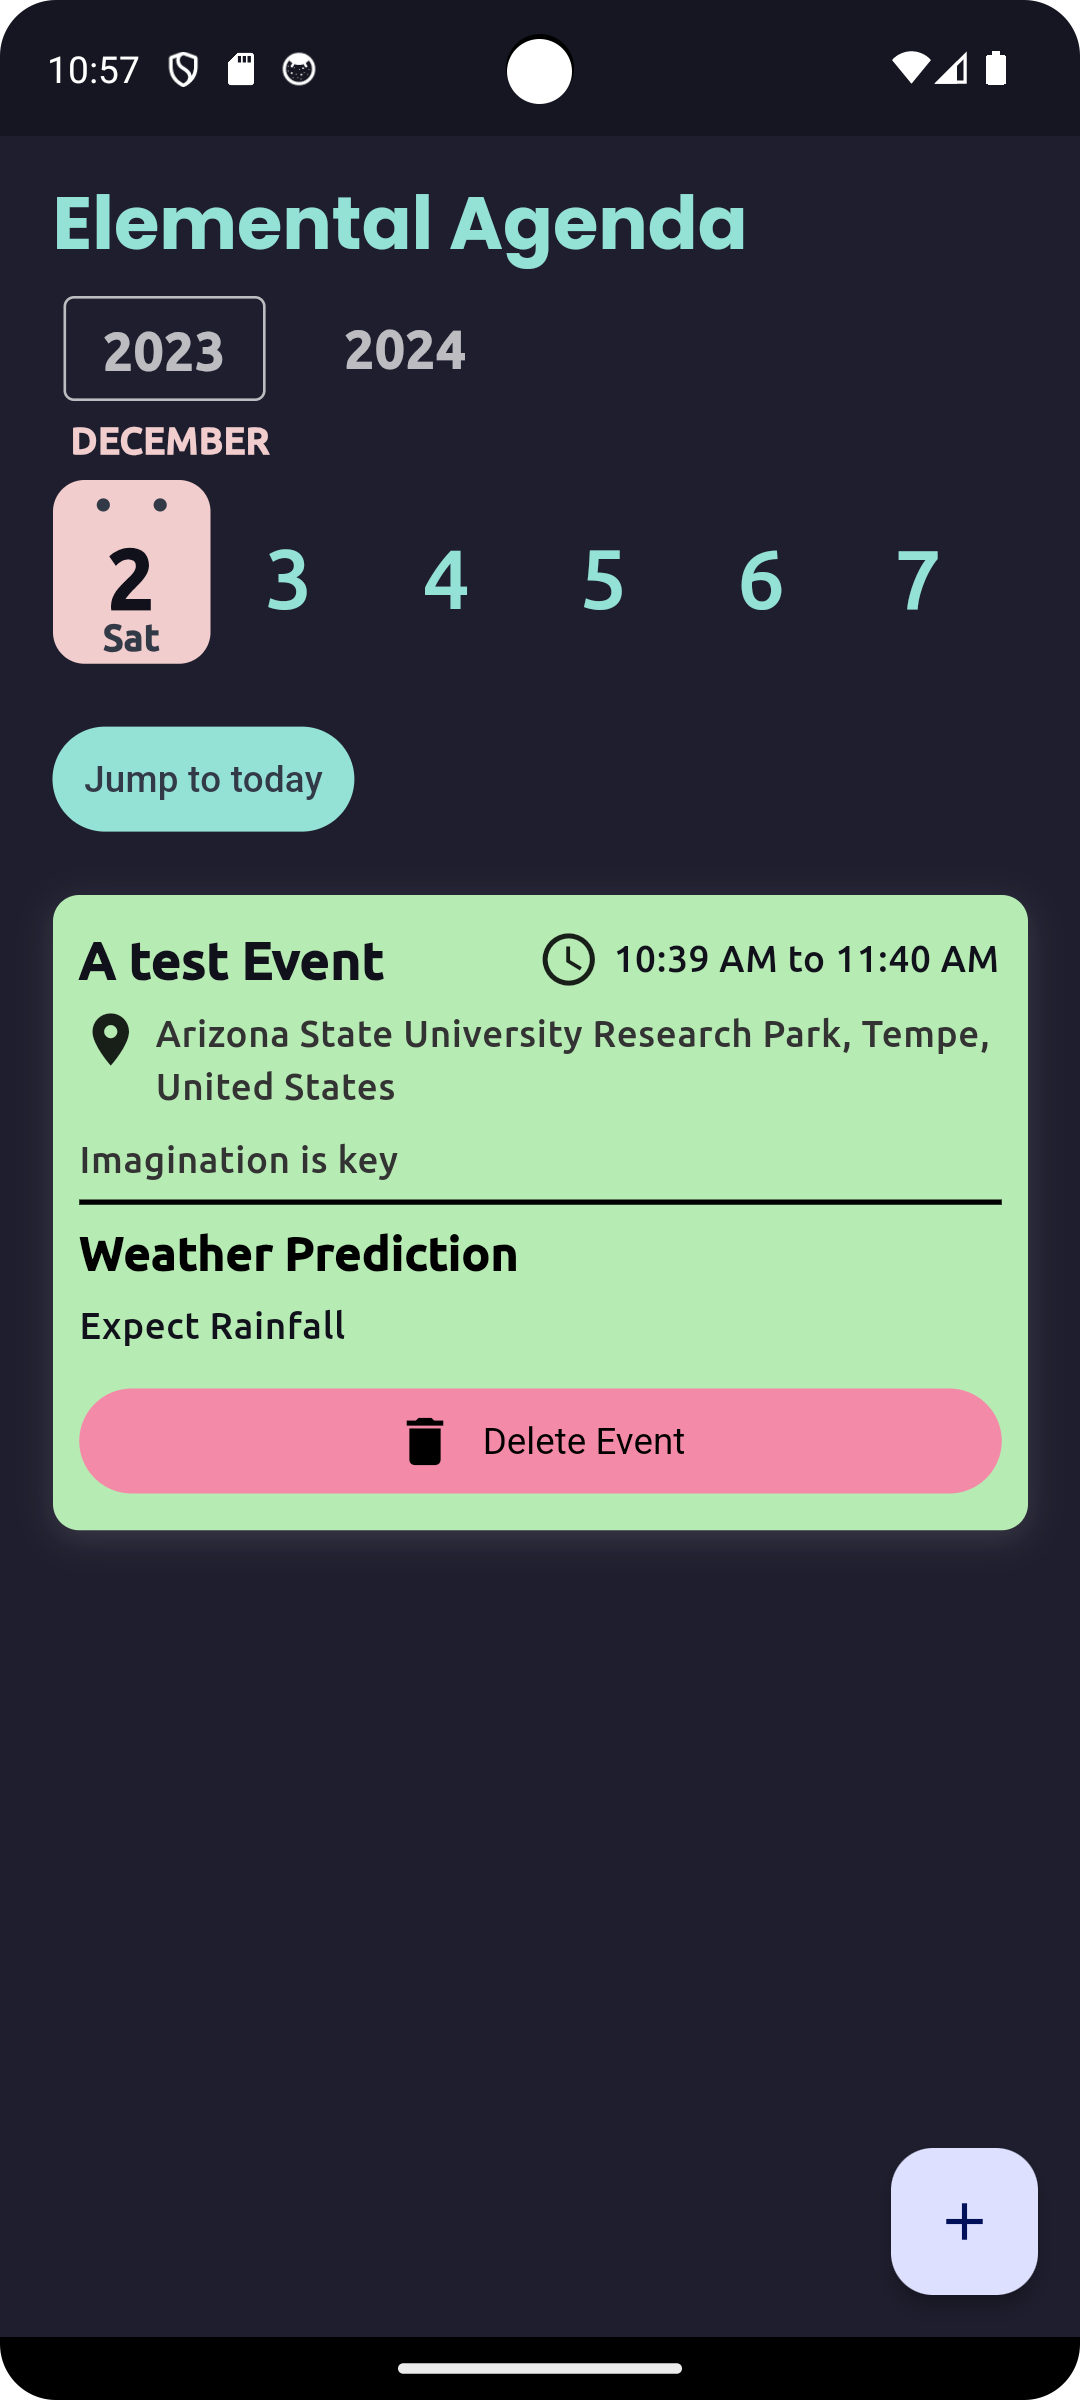 10:57
Elemental Agenda
2023 2024
DECEMBER
2 3 4 5 6 7
Sat
Jump to today
A test Event 10:39 AM to 11:40 AM
Arizona State University Research Park, Tempe,
United States
Imagination is key
Weather Prediction
Expect Rainfall
Delete Event
+